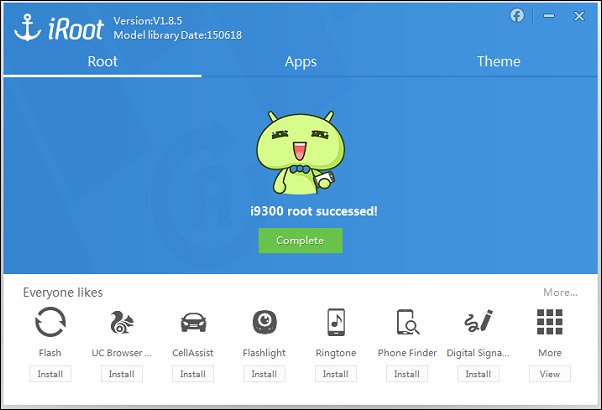 iRoot
Version:V1.8.5
Model library Date:150618
Root Apps Theme
i9300 root successed!
Complete
Everyone likes More...
Flash UC Browser ... CellAssist Flashlight Ringtone Phone Finder Digital Signa... More
Install Install Install Install Install Install Install View